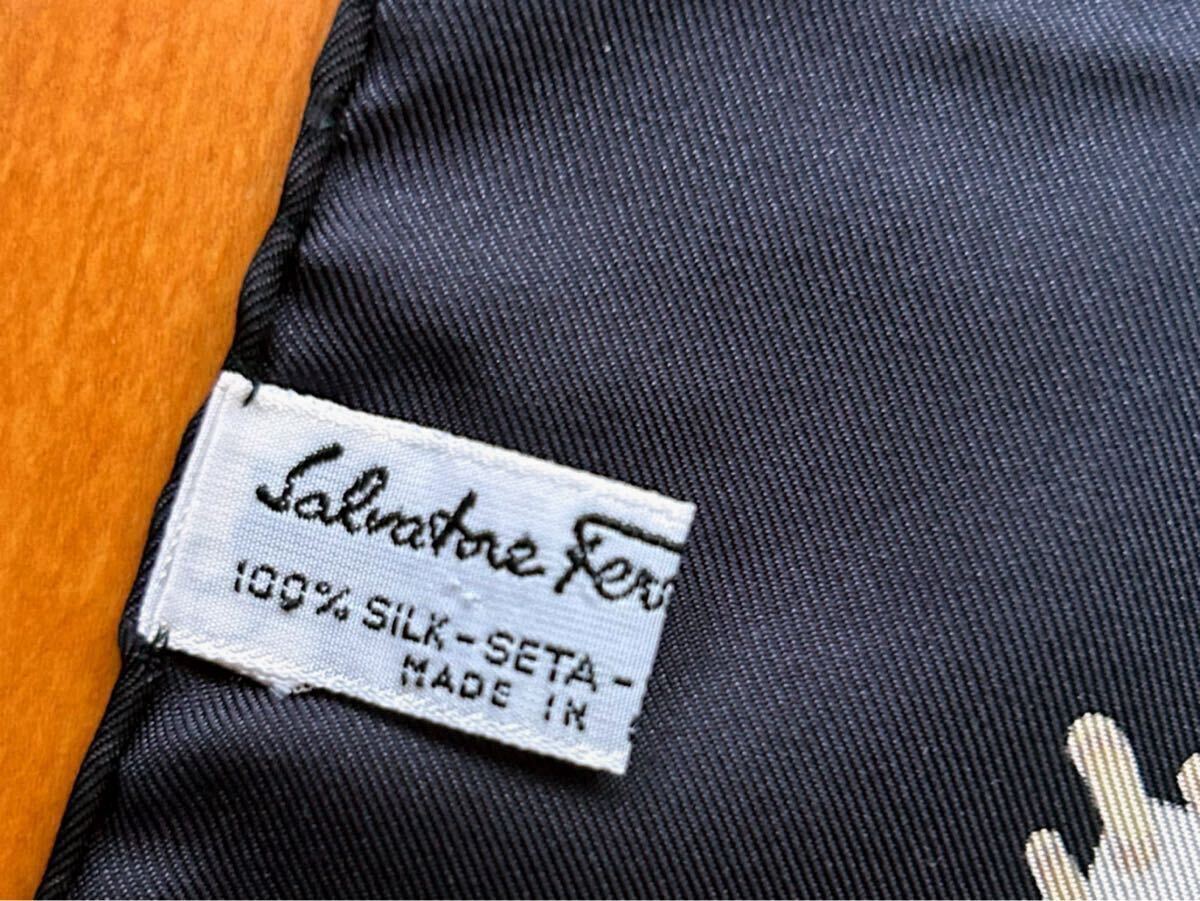 Salvatore Fer
100% SILK-SETA-
MADE IN